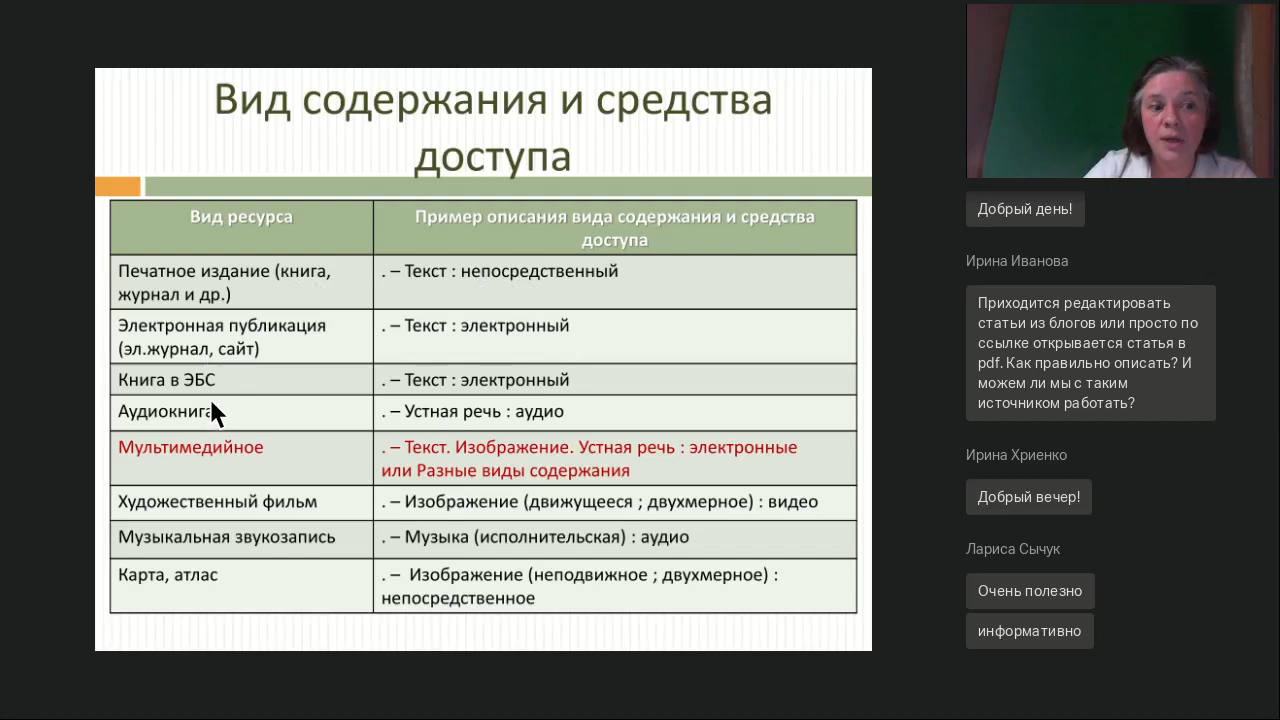 Вид содержания и средства
доступа
Вид ресурса
Пример описания вида содержания и средства
доступа
Печатное издание (книга,
журнал и др.)
. – Текст : непосредственный
Электронная публикация
(эл.журнал, сайт)
. – Текст : электронный
Книга в ЭБС
. – Текст : электронный
Аудиокнига
. – Устная речь : аудио
Мультимедийное
. – Текст. Изображение. Устная речь : электронные
или Разные виды содержания
Художественный фильм
. – Изображение (движущееся ; двухмерное) : видео
Музыкальная звукозапись
. – Музыка (исполнительская) : аудио
Карта, атлас
. – Изображение (неподвижное ; двухмерное) :
непосредственное
Добрый день!
Ирина Иванова
Приходится редактировать
статьи из блогов или просто по
ссылке открывается статья в
pdf. Как правильно описать? И
можем ли мы с таким
источником работать?
Ирина Хриенко
Добрый вечер!
Лариса Сычук
Очень полезно
информативно